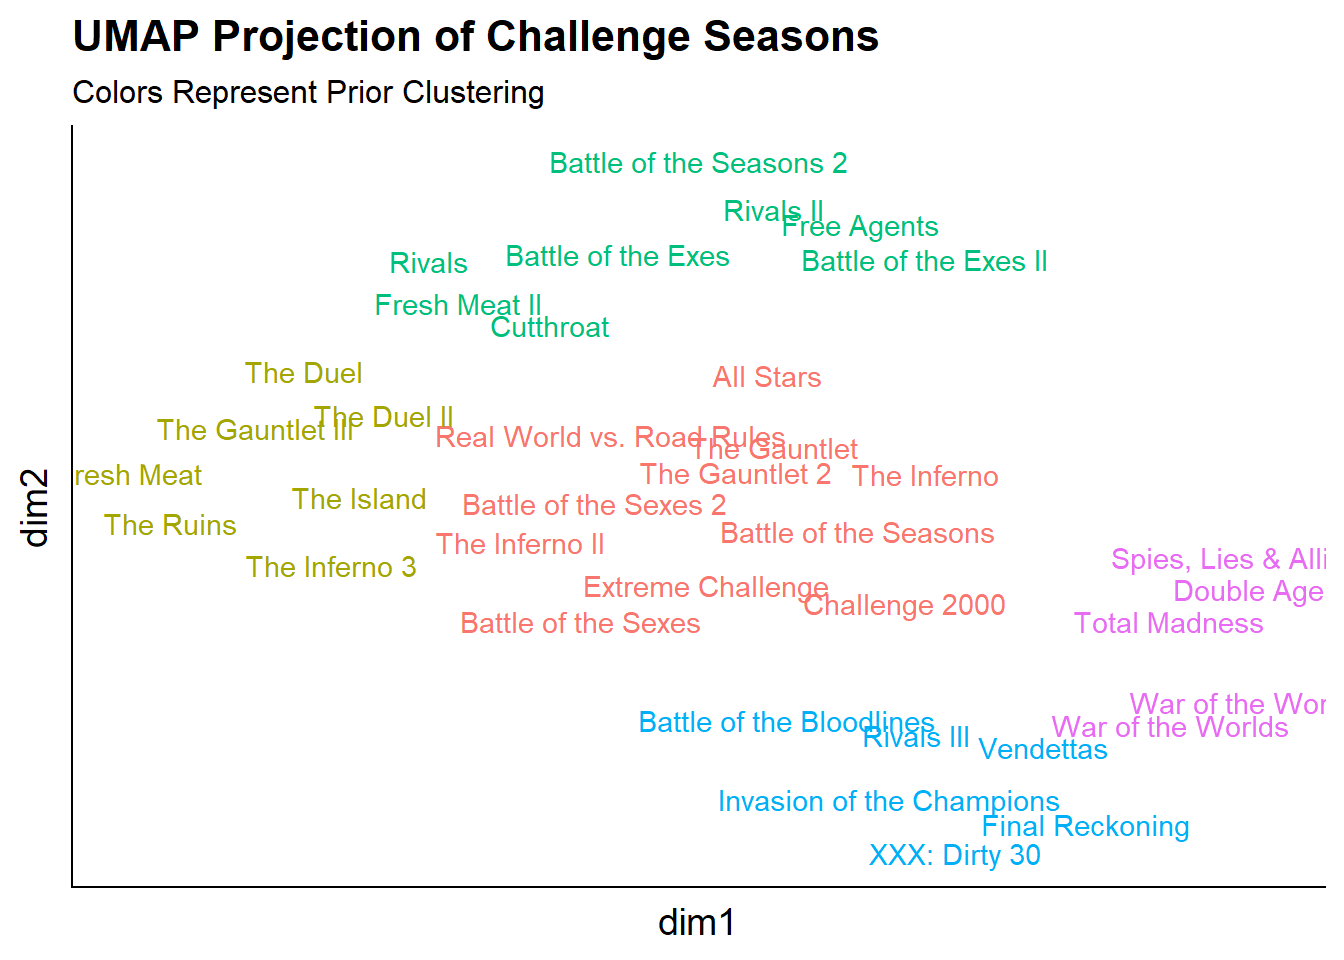 UMAP Projection of Challenge Seasons
Colors Represent Prior Clustering
Battle of the Seasons 2
Rivals II
Free Agents
Battle of the Exes
Battle of the Exes II
Rivals
Fresh Meat II
Cutthroat
The Duel
All Stars
The Duel II
The Gauntlet III
Real World vs. Road Rules
The Gauntlet
resh Meat
The Gauntlet 2
The Inferno
The Island
Battle of the Sexes 2
The Ruins
Battle of the Seasons
The Inferno II
Spies, Lies & Alli
The Inferno 3
Extreme Challenge
Double Age
Challenge 2000
Battle of the Sexes
Total Madness
War of the Wor
Battle of the Bloodlines
War of the Worlds
Rivals III
Vendettas
Invasion of the Champions
Final Reckoning
XXX: Dirty 30
dim1
dim2